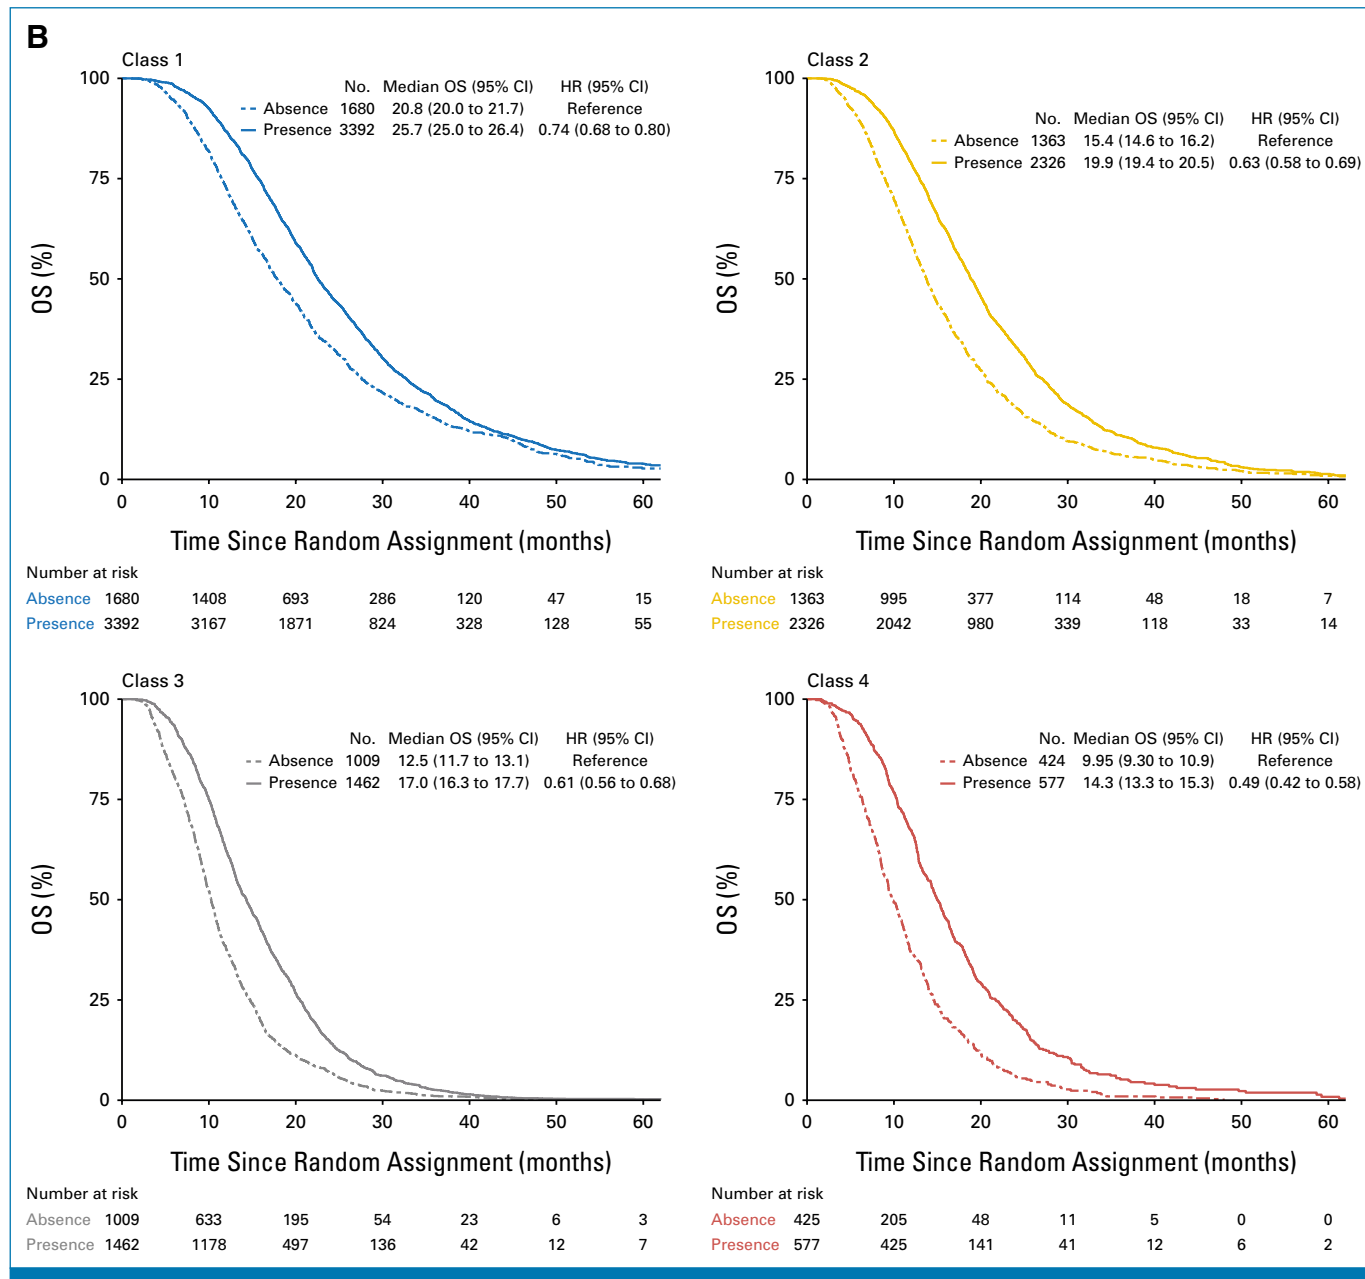 B
Class 1
No. Median OS (95% CI) HR (95% CI)
Absence 1680 20.8 (20.0 to 21.7) Reference
Presence 3392 25.7 (25.0 to 26.4) 0.74 (0.68 to 0.80)
100
75
50
25
0
OS (%)
0 10 20 30 40 50 60
Time Since Random Assignment (months)
Number at risk
Absence 1680 1408 693 286 120 47 15
Presence 3392 3167 1871 824 328 128 55
Class 2
No. Median OS (95% CI) HR (95% CI)
Absence 1363 15.4 (14.6 to 16.2) Reference
Presence 2326 19.9 (19.4 to 20.5) 0.63 (0.58 to 0.69)
100
75
50
25
0
OS (%)
0 10 20 30 40 50 60
Time Since Random Assignment (months)
Number at risk
Absence 1363 995 377 114 48 18 7
Presence 2326 2042 980 339 118 33 14
Class 3
No. Median OS (95% CI) HR (95% CI)
Absence 1009 12.5 (11.7 to 13.1) Reference
Presence 1462 17.0 (16.3 to 17.7) 0.61 (0.56 to 0.68)
100
75
50
25
0
OS (%)
0 10 20 30 40 50 60
Time Since Random Assignment (months)
Number at risk
Absence 1009 633 195 54 23 6 3
Presence 1462 1178 497 136 42 12 7
Class 4
No. Median OS (95% CI) HR (95% CI)
Absence 424 9.95 (9.30 to 10.9) Reference
Presence 577 14.3 (13.3 to 15.3) 0.49 (0.42 to 0.58)
100
75
50
25
0
OS (%)
0 10 20 30 40 50 60
Time Since Random Assignment (months)
Number at risk
Absence 425 205 48 11 5 0 0
Presence 577 425 141 41 12 6 2